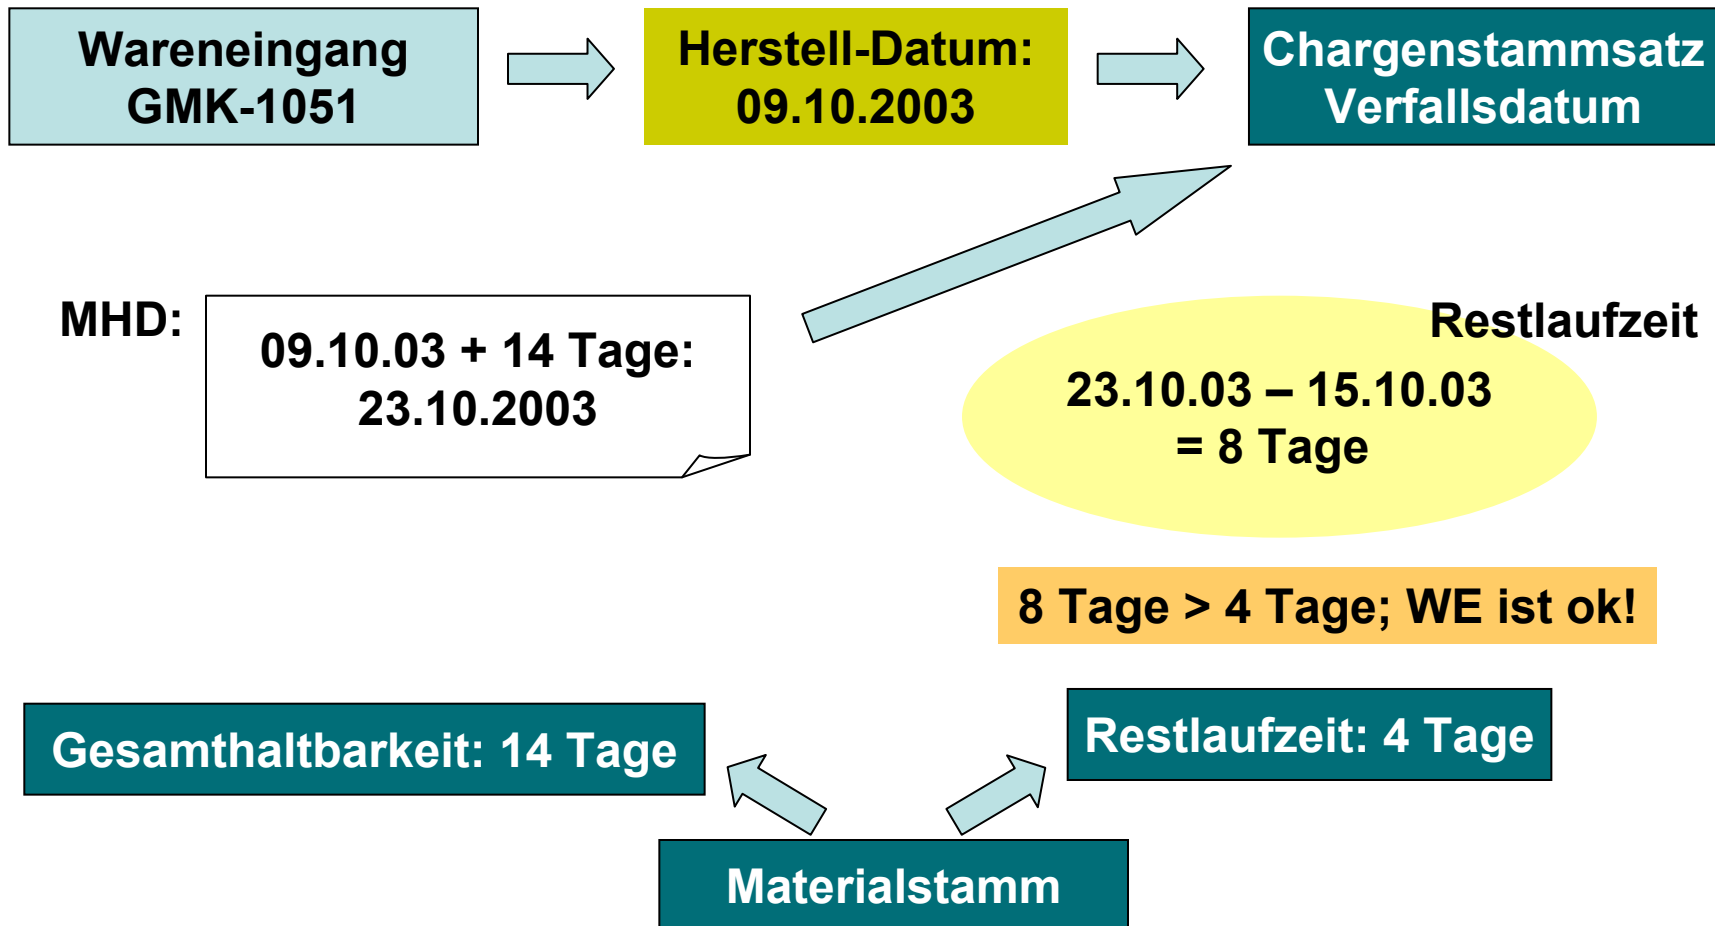 Wareneingang
GMK-1051
Herstell-Datum:
09.10.2003
Chargenstammsatz
Verfallsdatum
MHD:
09.10.03 + 14 Tage:
23.10.2003
Restlaufzeit
23.10.03 – 15.10.03
= 8 Tage
8 Tage > 4 Tage; WE ist ok!
Gesamthaltbarkeit: 14 Tage
Restlaufzeit: 4 Tage
Materialstamm